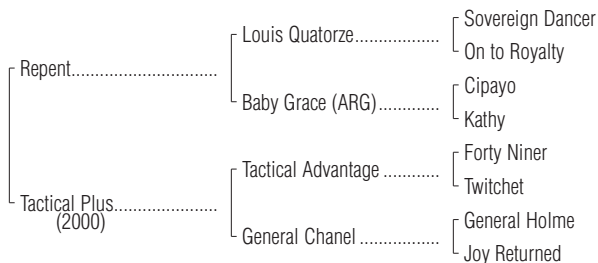 Sovereign Dancer
Louis Quatorze..................
On to Royalty
Repent...............................
Cipayo
Baby Grace (ARG).............
Kathy
Forty Niner
Tactical Advantage ............
Twitchet
Tactical Plus......................
(2000)
General Holme
General Chanel .................
Joy Returned